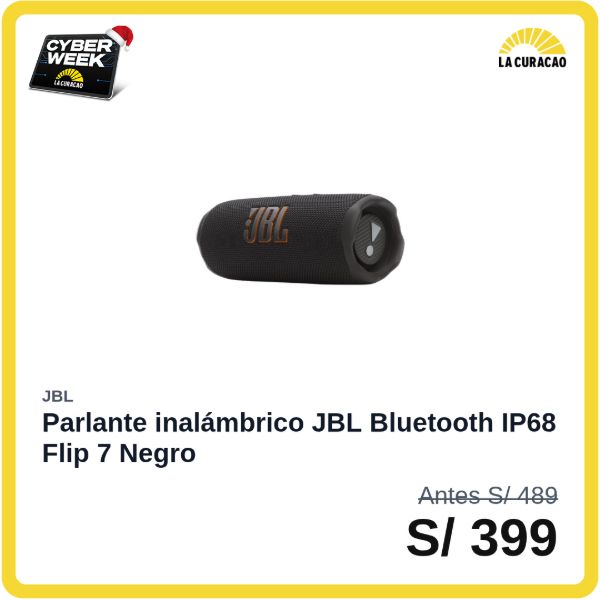 CYBER
WEEK
LA CURACAO
LA CURACAO
JBL
JBL
Parlante inalámbrico JBL Bluetooth IP68
Flip 7 Negro
Antes S/ 489
S/ 399